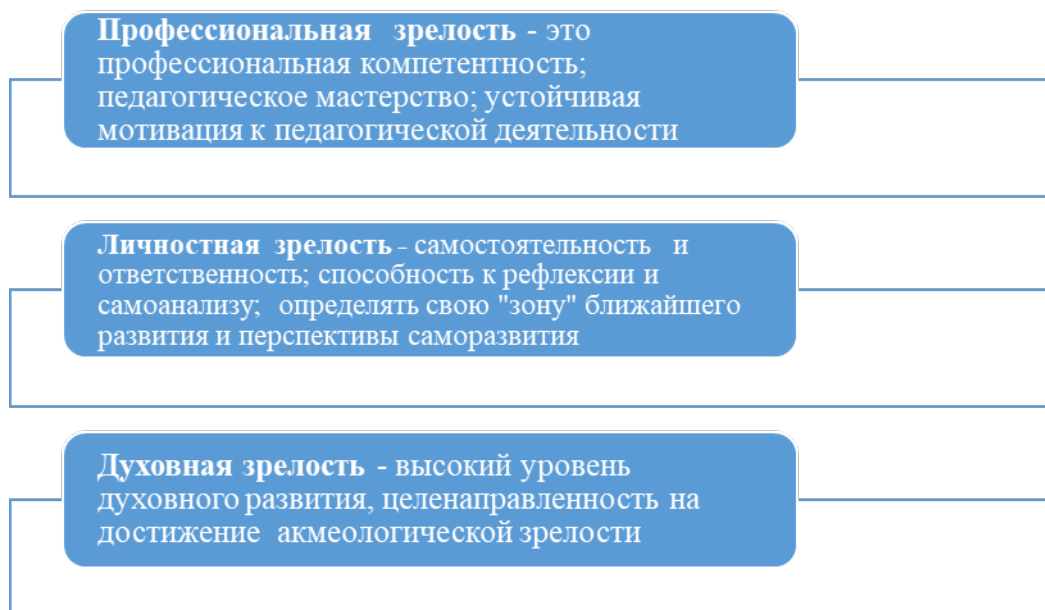 Профессиональная зрелость - это
профессиональная компетентность;
педагогическое мастерство; устойчивая
мотивация к педагогической деятельности
Личностная зрелость - самостоятельность и
ответственность; способность к рефлексии и
самоанализу; определять свою "зону" ближайшего
развития и перспективы саморазвития
Духовная зрелость - высокий уровень
духовного развития, целенаправленность на
достижение акмеологической зрелости